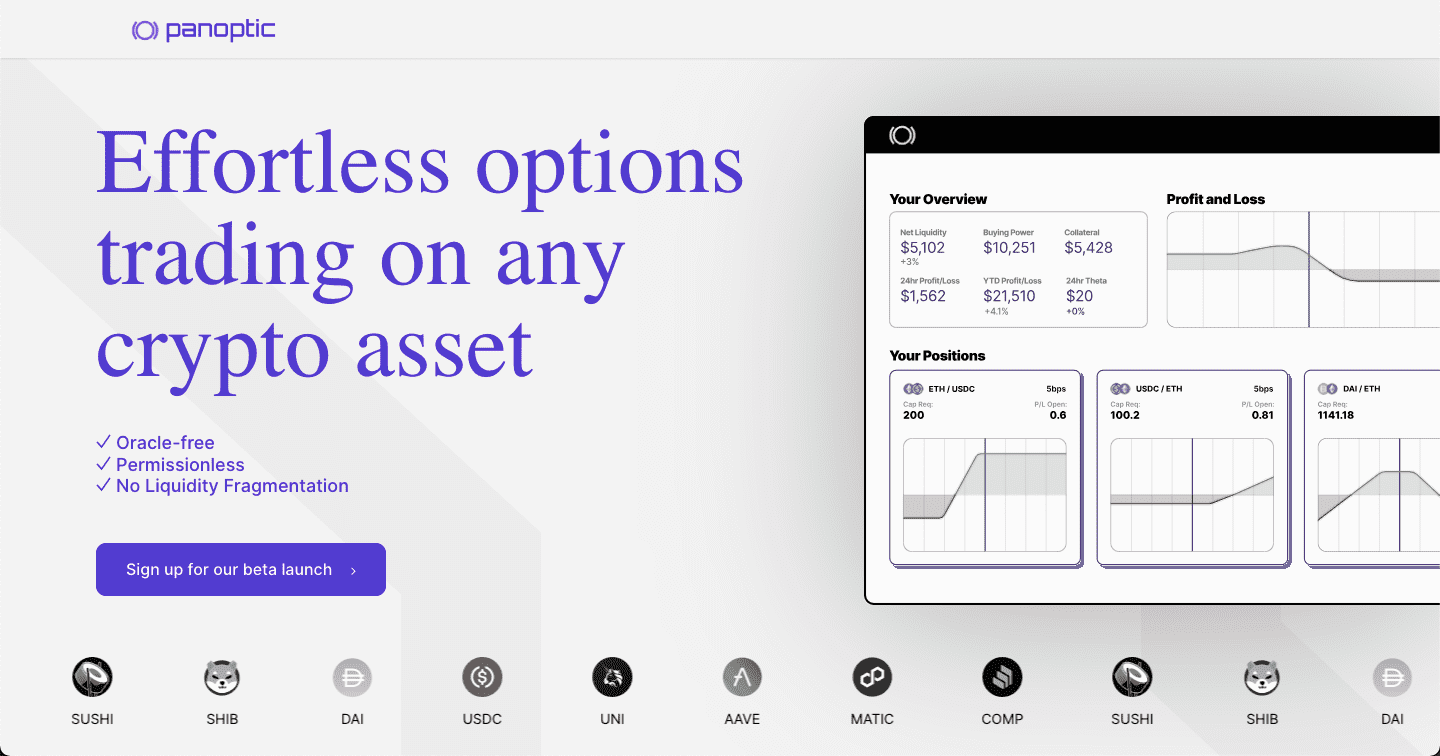 panoptic
Effortless options
trading on any
crypto asset
✓ Oracle-free
✓ Permissionless
✓ No Liquidity Fragmentation
Sign up for our beta launch ›
Your Overview
Net Liquidity Buying Power Collateral
$5,102 $10,251 $5,428
+3%
24hr Profit/Loss YTD Profit/Loss 24hr Theta
$1,562 $21,510 $20
+4.1% +0%
Profit and Loss
Your Positions
ETH / USDC 5bps
Cap Req: P/L Open:
200 0.6
USDC / ETH 5bps
Cap Req: P/L Open:
100.2 0.81
DAI / ETH
Cap Req:
1141.18
SUSHI SHIB DAI USDC UNI AAVE MATIC COMP SUSHI SHIB DAI